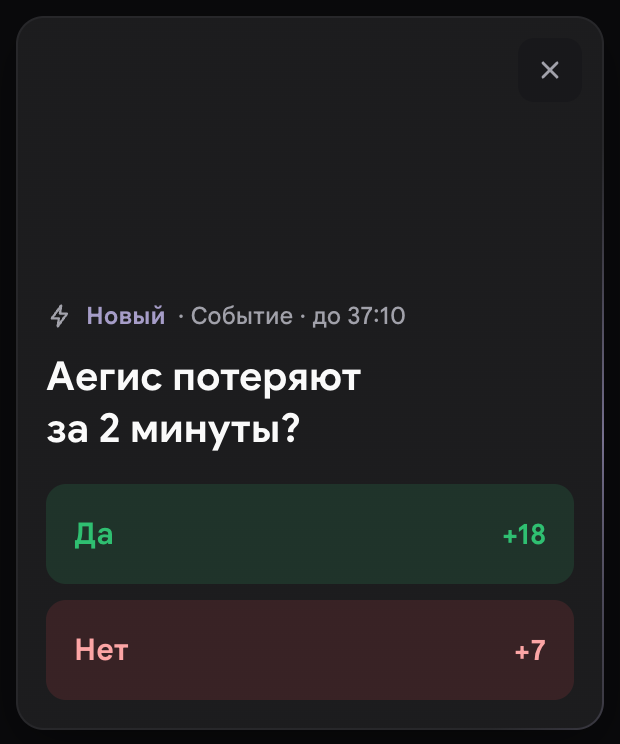 Новый · Событие · до 37:10
Аегис потеряют
за 2 минуты?
Да +18
Нет +7